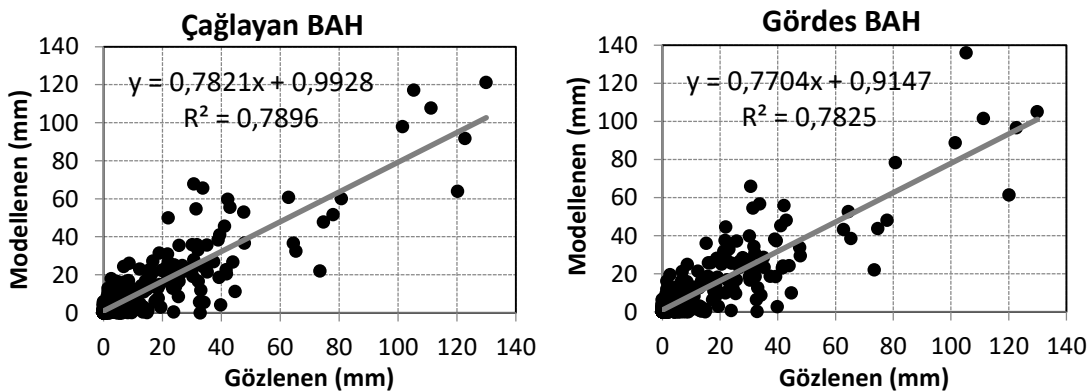 Çağlayan BAH
Modellenen (mm)
140
120
100
80
60
40
20
0
y = 0,7821x + 0,9928
R² = 0,7896
0 20 40 60 80 100 120 140
Gözlenen (mm)
Gördes BAH
Modellenen (mm)
140
120
100
80
60
40
20
0
y = 0,7704x + 0,9147
R² = 0,7825
0 20 40 60 80 100 120 140
Gözlenen (mm)